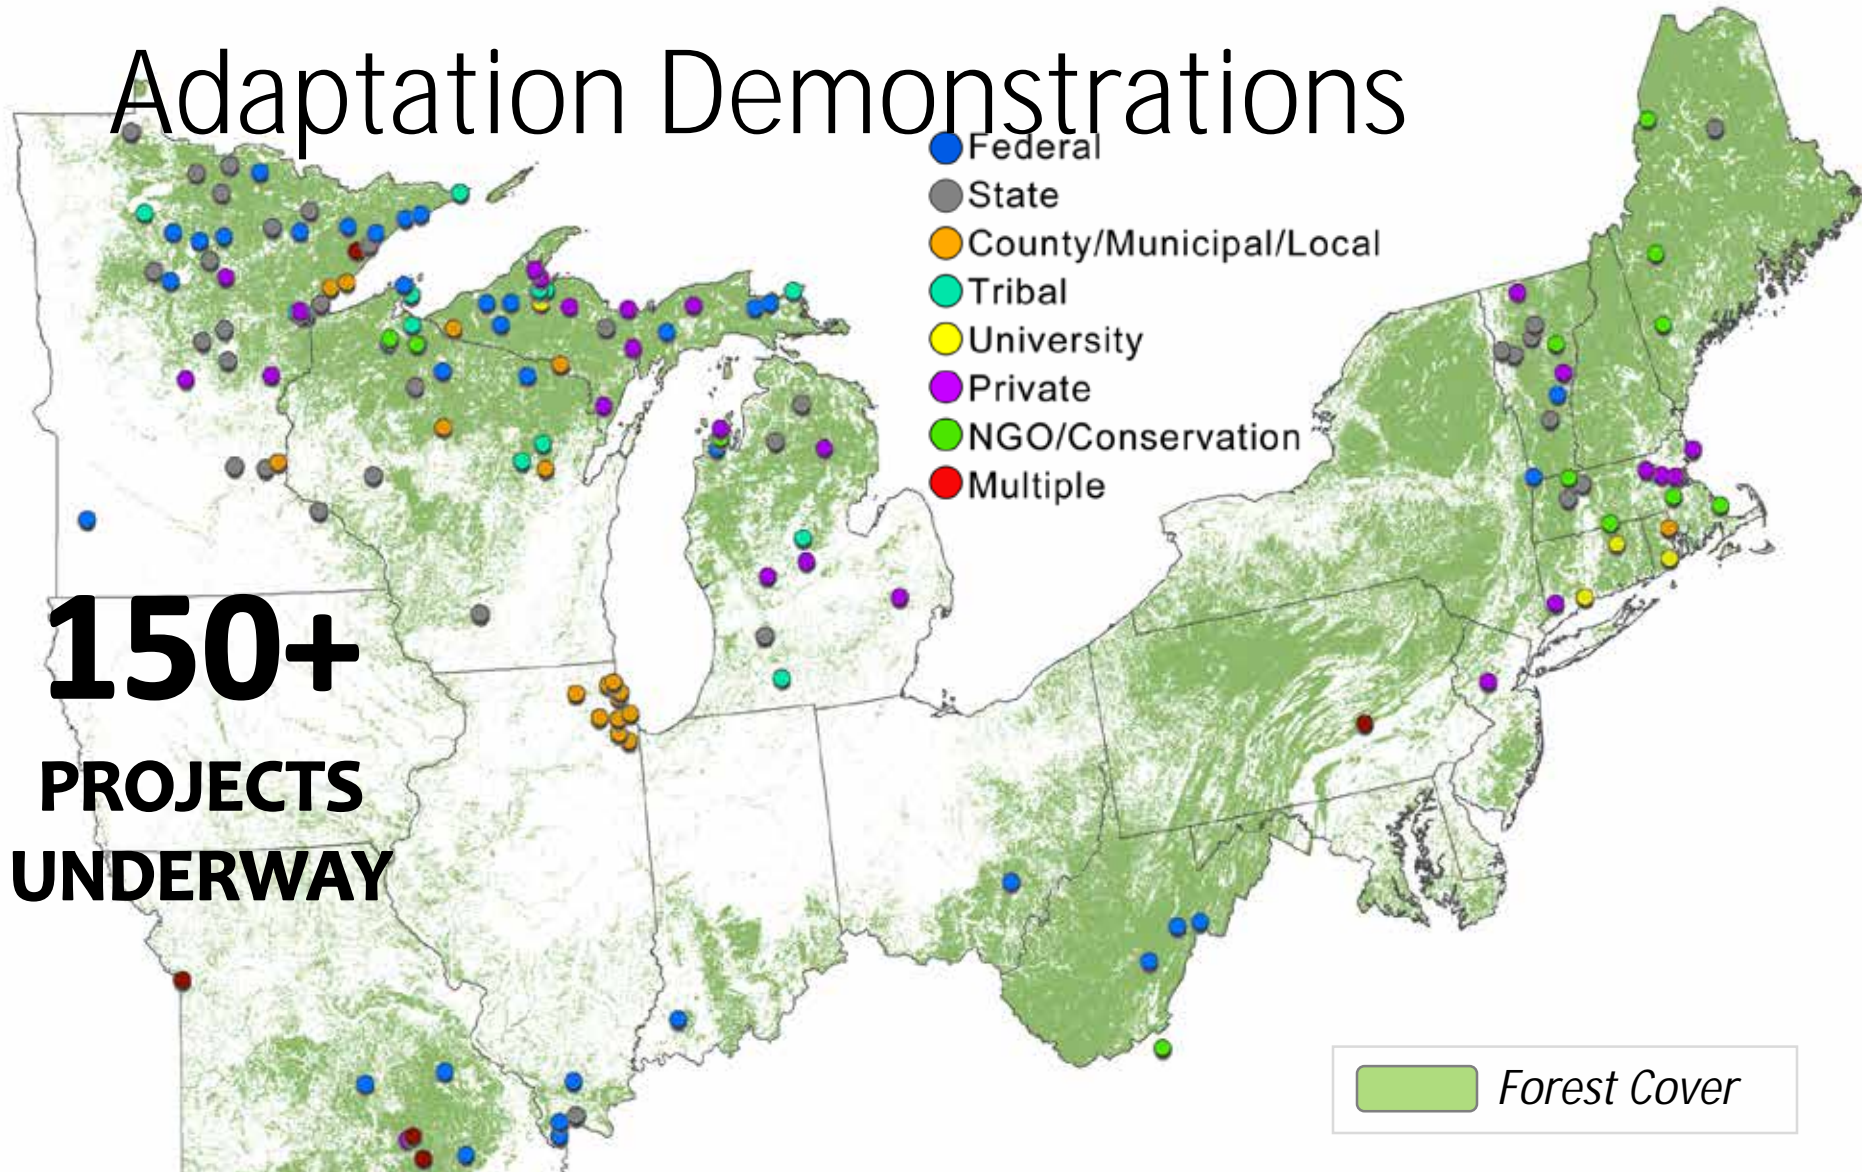 Adaptation Demonstrations
Federal
State
County/Municipal/Local
Tribal
University
Private
NGO/Conservation
Multiple
150+
PROJECTS
UNDERWAY
Forest Cover